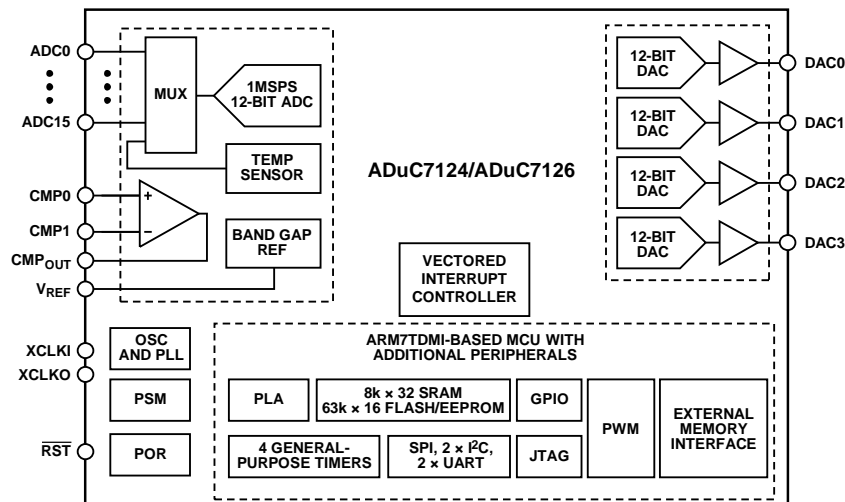 ADC0
ADC15
MUX
1MSPS
12-BIT ADC
TEMP
SENSOR
CMP0
CMP1
CMPOUT
VREF
+
–
BAND GAP
REF
ADuC7124/ADuC7126
VECTORED
INTERRUPT
CONTROLLER
12-BIT
DAC
DAC0
12-BIT
DAC
DAC1
12-BIT
DAC
DAC2
12-BIT
DAC
DAC3
XCLKI
XCLKO
RST
OSC
AND PLL
PSM
POR
ARM7TDMI-BASED MCU WITH
ADDITIONAL PERIPHERALS
PLA
8k × 32 SRAM
63k × 16 FLASH/EEPROM
GPIO
4 GENERAL-
PURPOSE TIMERS
SPI, 2 × I²C,
2 × UART
JTAG
PWM
EXTERNAL
MEMORY
INTERFACE